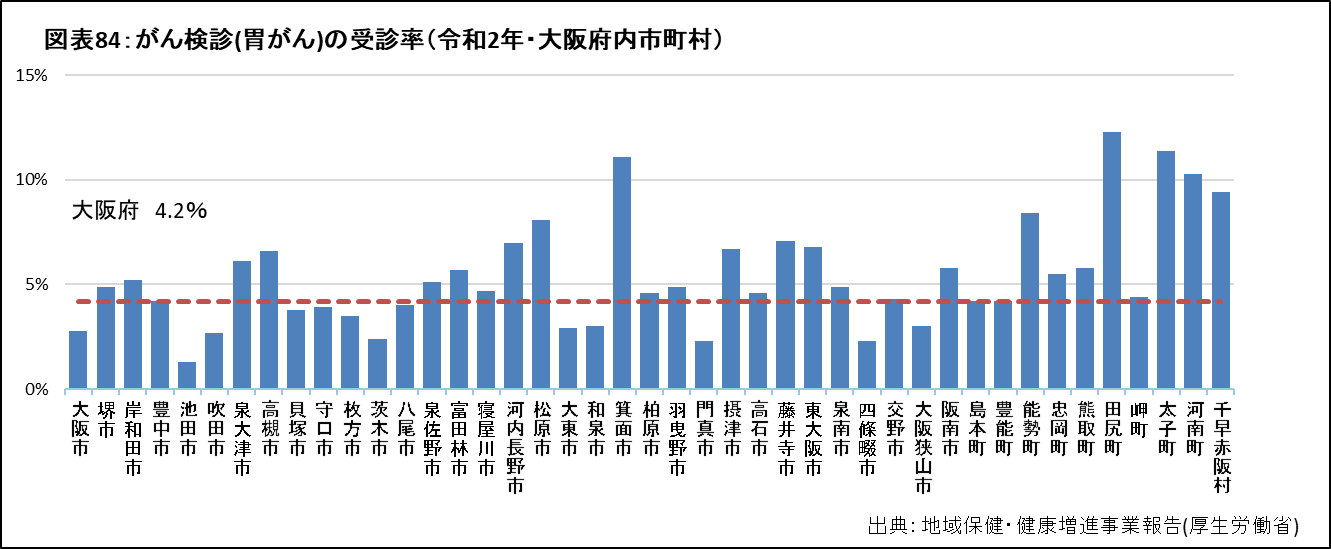 図表84：がん検診(胃がん)の受診率（令和2年・大阪府内市町村）
15%
10%
大阪府 4.2%
5%
0%
大阪市
堺市
岸和田市
豊中市
池田市
吹田市
泉大津市
高槻市
貝塚市
守口市
枚方市
茨木市
八尾市
泉佐野市
富田林市
寝屋川市
河内長野市
松原市
大東市
和泉市
箕面市
柏原市
羽曳野市
門真市
摂津市
高石市
藤井寺市
東大阪市
泉南市
四條畷市
交野市
大阪狭山市
阪南市
島本町
豊能町
能勢町
忠岡町
熊取町
田尻町
岬町
太子町
河南町
千早赤阪村
出典：地域保健・健康増進事業報告(厚生労働省)